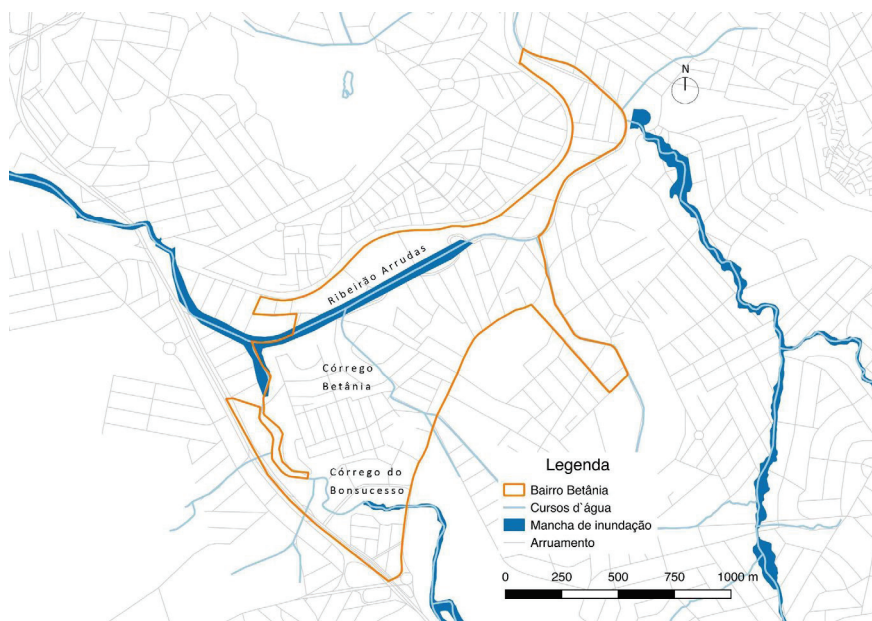 N
Ribeirão Arrudas
Córrego
Betânia
Córrego do
Bonsucesso
Legenda
Bairro Betânia
Cursos d`água
Mancha de inundação
Arruamento
0 250 500 750 1000 m